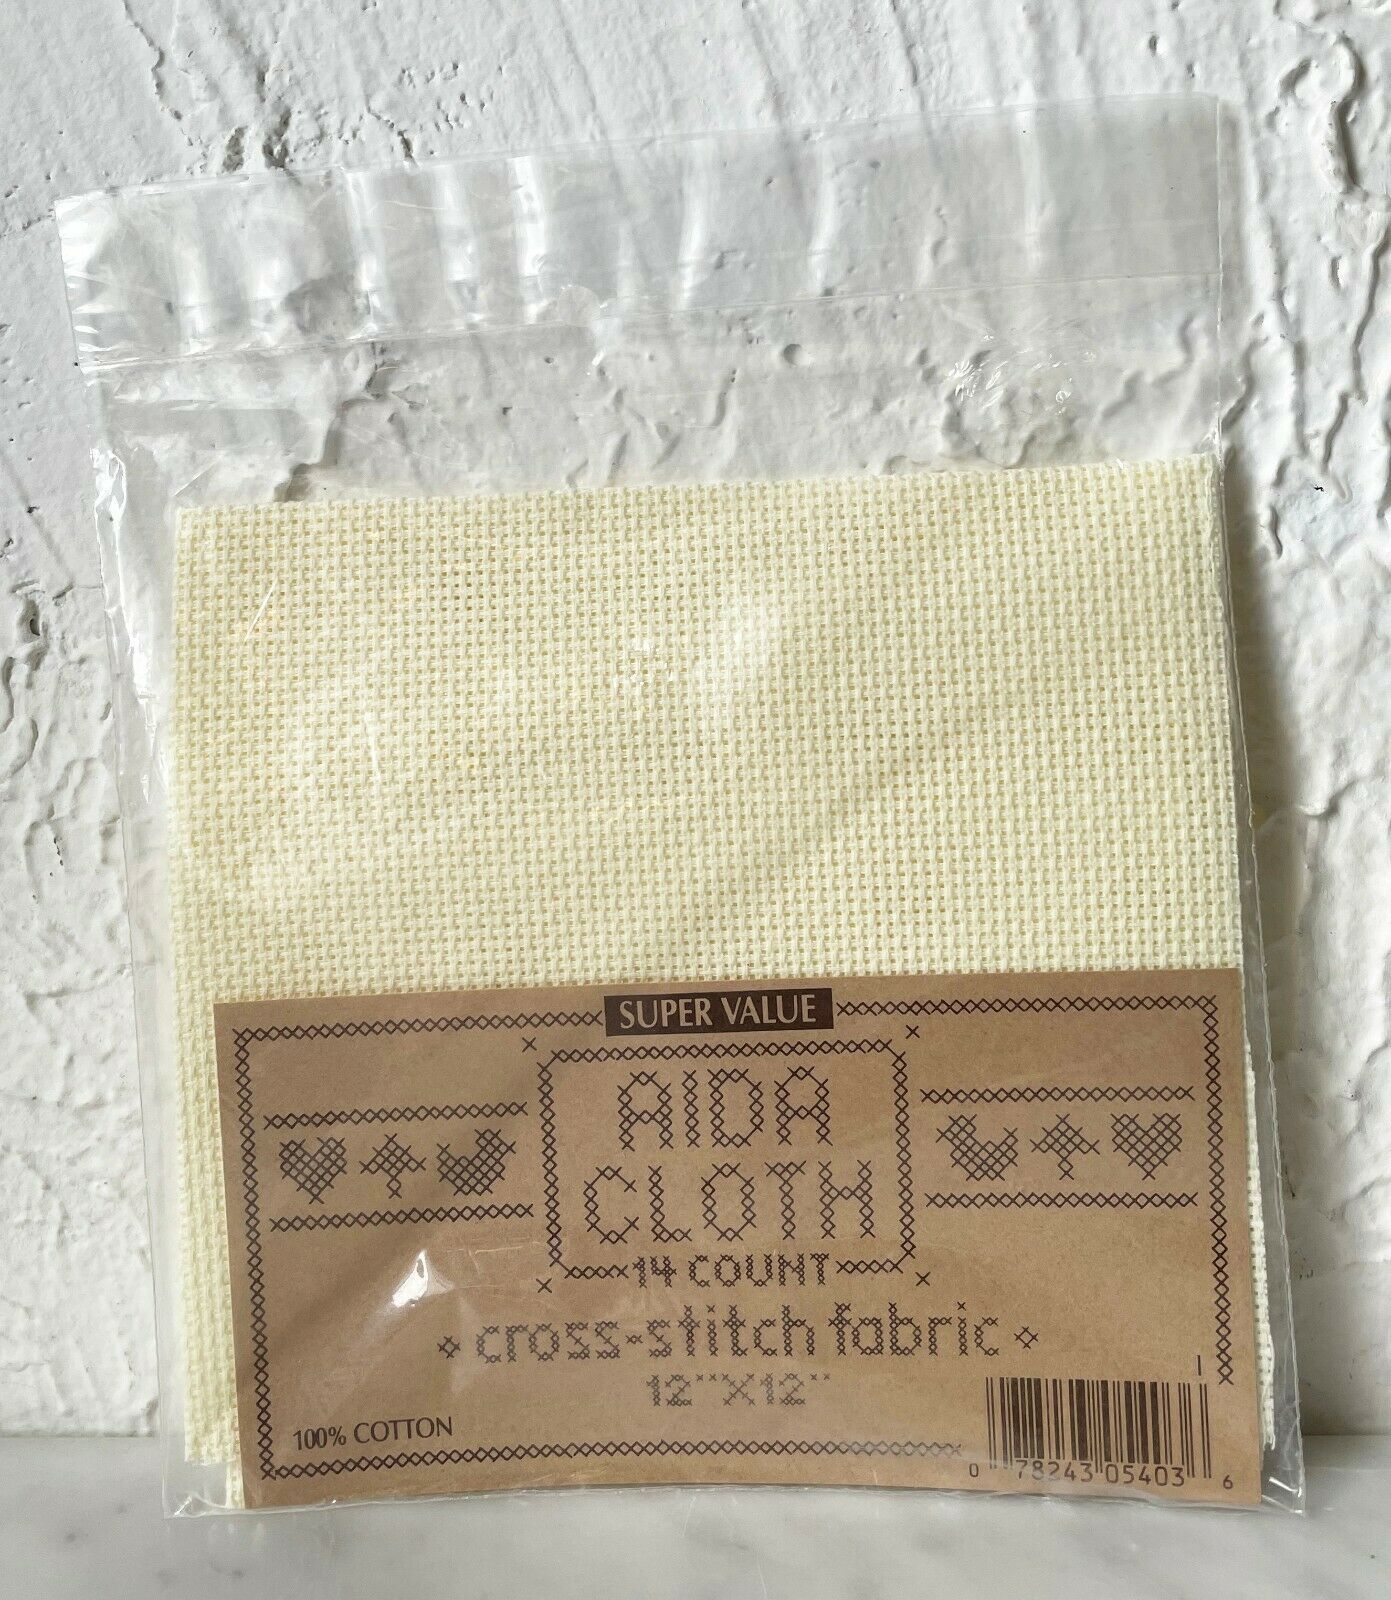 SUPER VALUE
AIDA
CLOTH
14 COUNT
cross-stitch fabric
12"X12"
100% COTTON
0 78243 05403 6